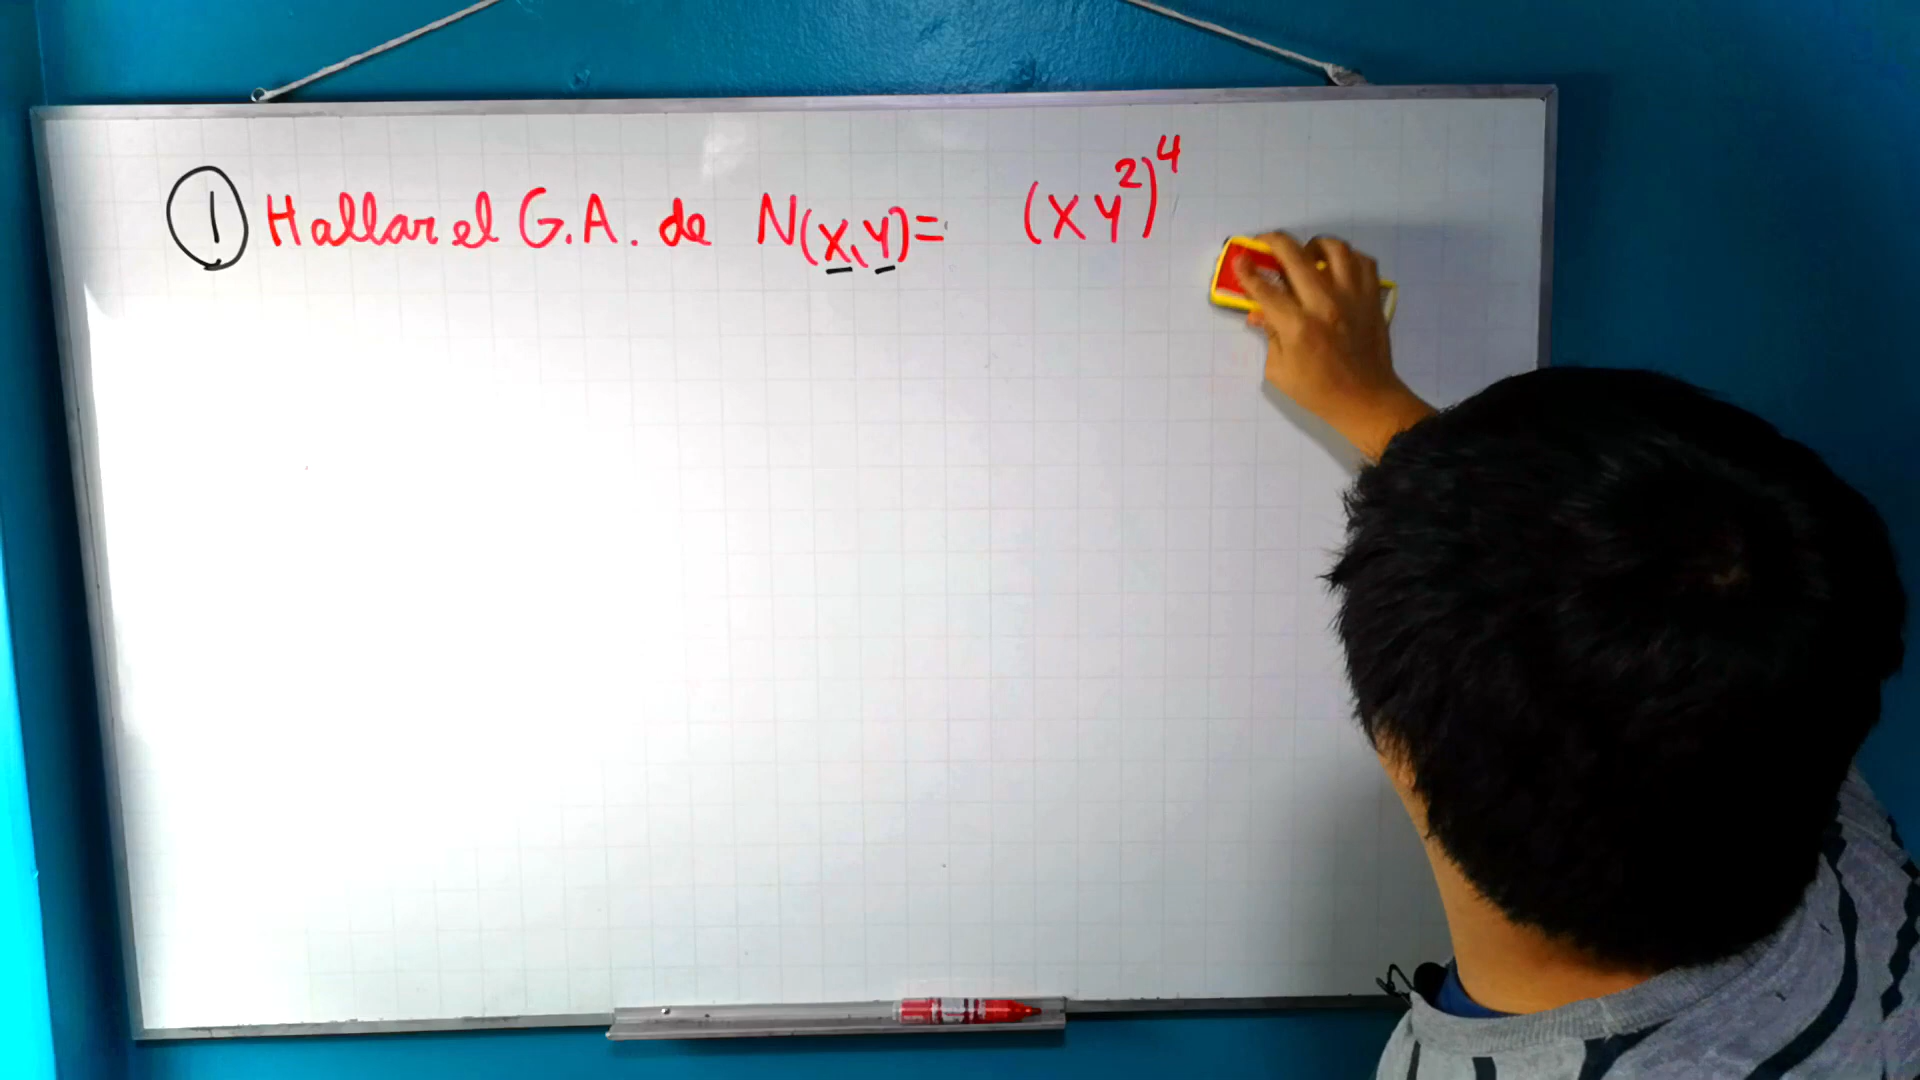 ① Hallar el G.A. de N(x,y)= (xy²)⁴